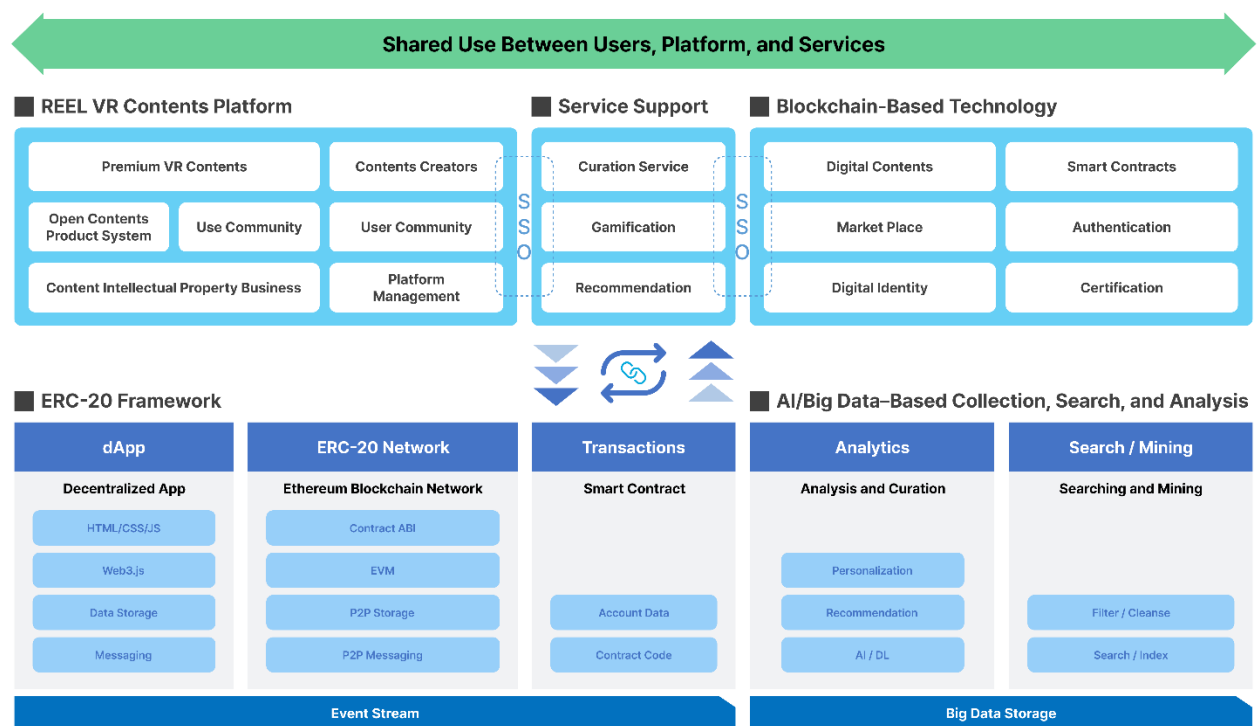 Shared Use Between Users, Platform, and Services
REEL VR Contents Platform
Premium VR Contents
Contents Creators
Open Contents
Product System
Use Community
User Community
Content Intellectual Property Business
Platform
Management
S
S
O
Service Support
Curation Service
Gamification
Recommendation
S
S
O
Blockchain-Based Technology
Digital Contents
Smart Contracts
Market Place
Authentication
Digital Identity
Certification
ERC-20 Framework
dApp
Decentralized App
HTML/CSS/JS
Web3.js
Data Storage
Messaging
ERC-20 Network
Ethereum Blockchain Network
Contract ABI
EVM
P2P Storage
P2P Messaging
Transactions
Smart Contract
Account Data
Contract Code
Event Stream
AI/Big Data–Based Collection, Search, and Analysis
Analytics
Analysis and Curation
Personalization
Recommendation
AI / DL
Search / Mining
Searching and Mining
Filter / Cleanse
Search / Index
Big Data Storage